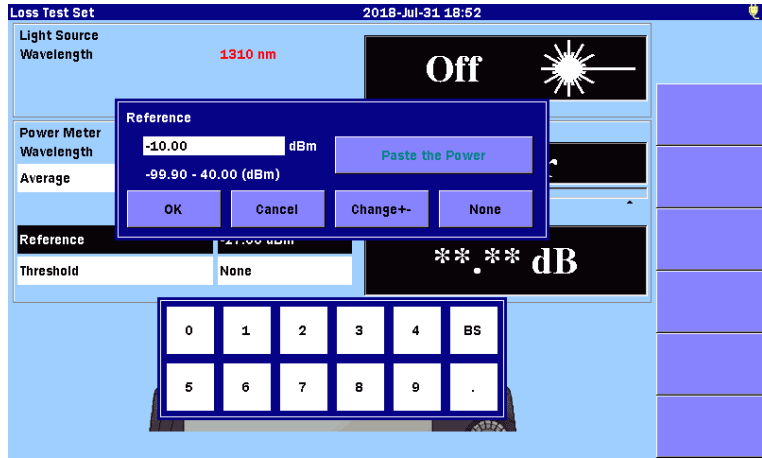 Loss Test Set
2018-Jul-31 18:52
Light Source
Wavelength
1310 nm
Off
Power Meter
Wavelength
Average
Reference
Threshold
None
**.** dB
Reference
-10.00
dBm
Paste the Power
-99.90 - 40.00 (dBm)
OK
Cancel
Change+-
None
0
1
2
3
4
BS
5
6
7
8
9
.